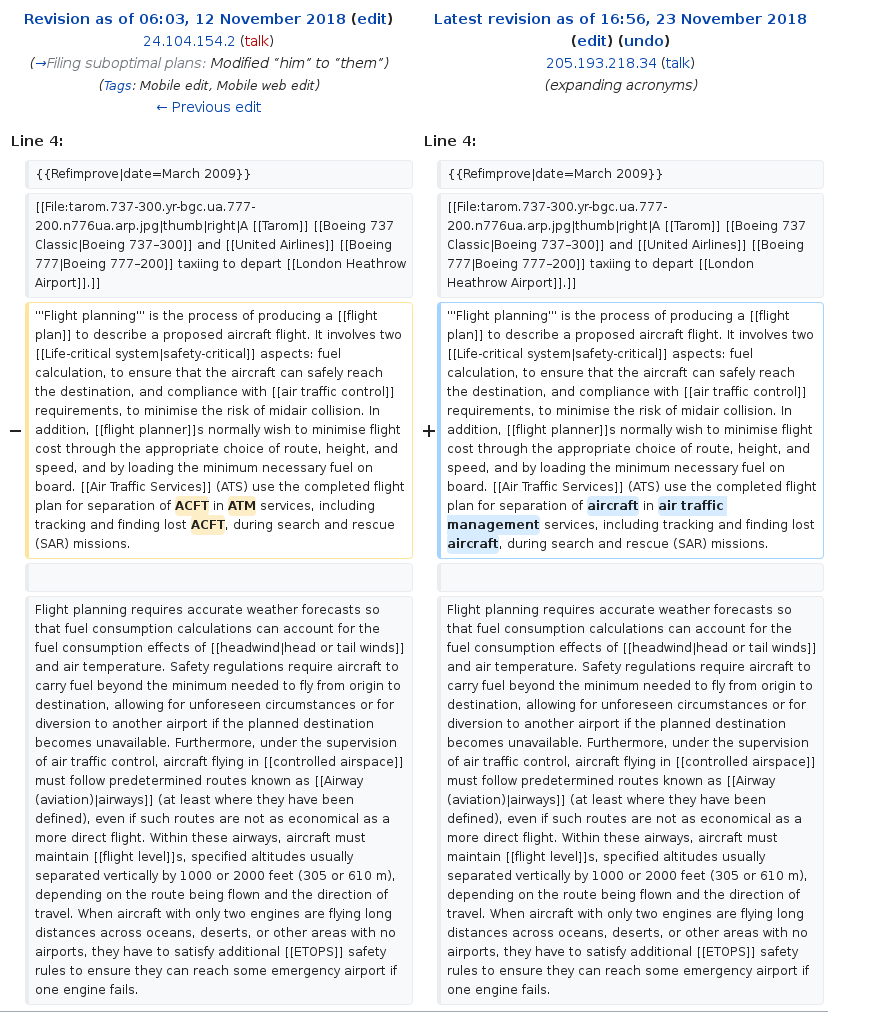 Revision as of 06:03, 12 November 2018 (edit)
24.104.154.2 (talk)
(→Filing suboptimal plans: Modified “him” to “them”)
(Tags: Mobile edit, Mobile web edit)
← Previous edit
Latest revision as of 16:56, 23 November 2018
(edit) (undo)
205.193.218.34 (talk)
(expanding acronyms)
Line 4:
{{Refimprove|date=March 2009}}
[[File:tarom.737-300.yr-bgc.ua.777-
200.n776ua.arp.jpg|thumb|right|A [[Tarom]] [[Boeing 737
Classic|Boeing 737–300]] and [[United Airlines]] [[Boeing
777|Boeing 777–200]] taxiing to depart [[London Heathrow
Airport]].]]
−
'''Flight planning''' is the process of producing a [[flight
plan]] to describe a proposed aircraft flight. It involves two
[[Life-critical system|safety-critical]] aspects: fuel
calculation, to ensure that the aircraft can safely reach
the destination, and compliance with [[air traffic control]]
requirements, to minimise the risk of midair collision. In
addition, [[flight planner]]s normally wish to minimise flight
cost through the appropriate choice of route, height, and
speed, and by loading the minimum necessary fuel on
board. [[Air Traffic Services]] (ATS) use the completed flight
plan for separation of ACFT in ATM services, including
tracking and finding lost ACFT, during search and rescue
(SAR) missions.
Flight planning requires accurate weather forecasts so
that fuel consumption calculations can account for the
fuel consumption effects of [[headwind|head or tail winds]]
and air temperature. Safety regulations require aircraft to
carry fuel beyond the minimum needed to fly from origin to
destination, allowing for unforeseen circumstances or for
diversion to another airport if the planned destination
becomes unavailable. Furthermore, under the supervision
of air traffic control, aircraft flying in [[controlled airspace]]
must follow predetermined routes known as [[Airway
(aviation)|airways]] (at least where they have been
defined), even if such routes are not as economical as a
more direct flight. Within these airways, aircraft must
maintain [[flight level]]s, specified altitudes usually
separated vertically by 1000 or 2000 feet (305 or 610 m),
depending on the route being flown and the direction of
travel. When aircraft with only two engines are flying long
distances across oceans, deserts, or other areas with no
airports, they have to satisfy additional [[ETOPS]] safety
rules to ensure they can reach some emergency airport if
one engine fails.
Line 4:
{{Refimprove|date=March 2009}}
[[File:tarom.737-300.yr-bgc.ua.777-
200.n776ua.arp.jpg|thumb|right|A [[Tarom]] [[Boeing 737
Classic|Boeing 737–300]] and [[United Airlines]] [[Boeing
777|Boeing 777–200]] taxiing to depart [[London
Heathrow Airport]].]]
+
'''Flight planning''' is the process of producing a [[flight
plan]] to describe a proposed aircraft flight. It involves two
[[Life-critical system|safety-critical]] aspects: fuel
calculation, to ensure that the aircraft can safely reach
the destination, and compliance with [[air traffic control]]
requirements, to minimise the risk of midair collision. In
addition, [[flight planner]]s normally wish to minimise flight
cost through the appropriate choice of route, height, and
speed, and by loading the minimum necessary fuel on
board. [[Air Traffic Services]] (ATS) use the completed flight
plan for separation of aircraft in air traffic
management services, including tracking and finding lost
aircraft, during search and rescue (SAR) missions.
Flight planning requires accurate weather forecasts so
that fuel consumption calculations can account for the
fuel consumption effects of [[headwind|head or tail winds]]
and air temperature. Safety regulations require aircraft to
carry fuel beyond the minimum needed to fly from origin to
destination, allowing for unforeseen circumstances or for
diversion to another airport if the planned destination
becomes unavailable. Furthermore, under the supervision
of air traffic control, aircraft flying in [[controlled airspace]]
must follow predetermined routes known as [[Airway
(aviation)|airways]] (at least where they have been
defined), even if such routes are not as economical as a
more direct flight. Within these airways, aircraft must
maintain [[flight level]]s, specified altitudes usually
separated vertically by 1000 or 2000 feet (305 or 610 m),
depending on the route being flown and the direction of
travel. When aircraft with only two engines are flying long
distances across oceans, deserts, or other areas with no
airports, they have to satisfy additional [[ETOPS]] safety
rules to ensure they can reach some emergency airport if
one engine fails.